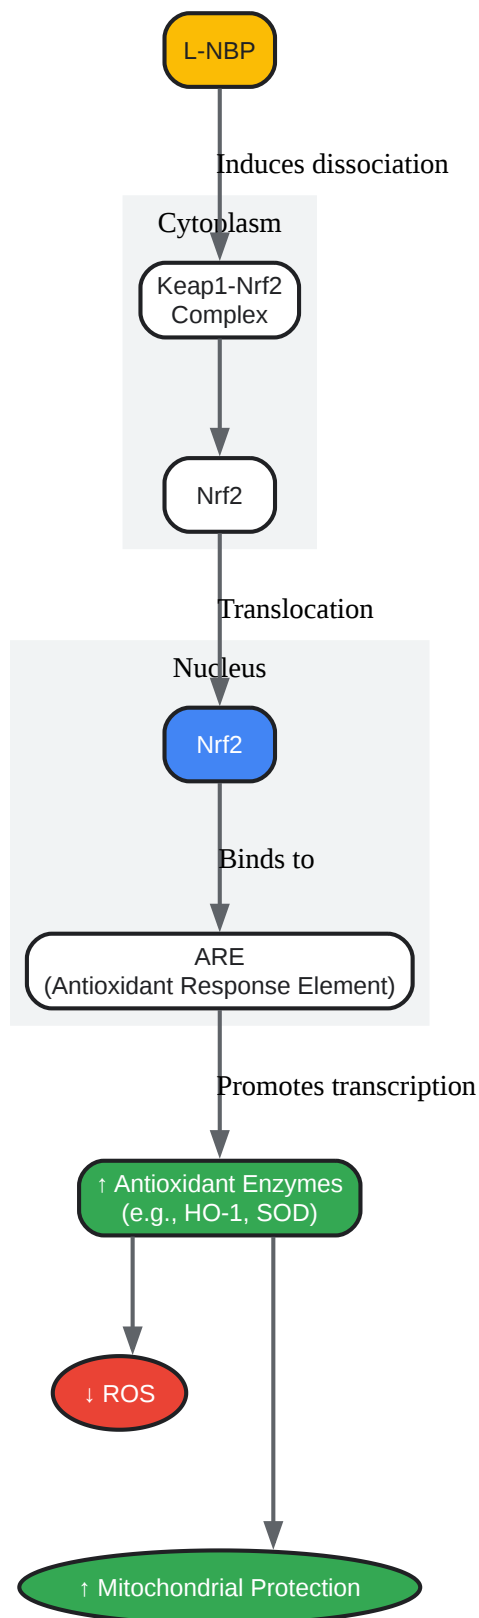 L-NBP
Induces dissociation
Cytoplasm
Keap1-Nrf2
Complex
Nrf2
Translocation
Nucleus
Nrf2
Binds to
ARE
(Antioxidant Response Element)
Promotes transcription
↑ Antioxidant Enzymes
(e.g., HO-1, SOD)
↓ ROS
↑ Mitochondrial Protection